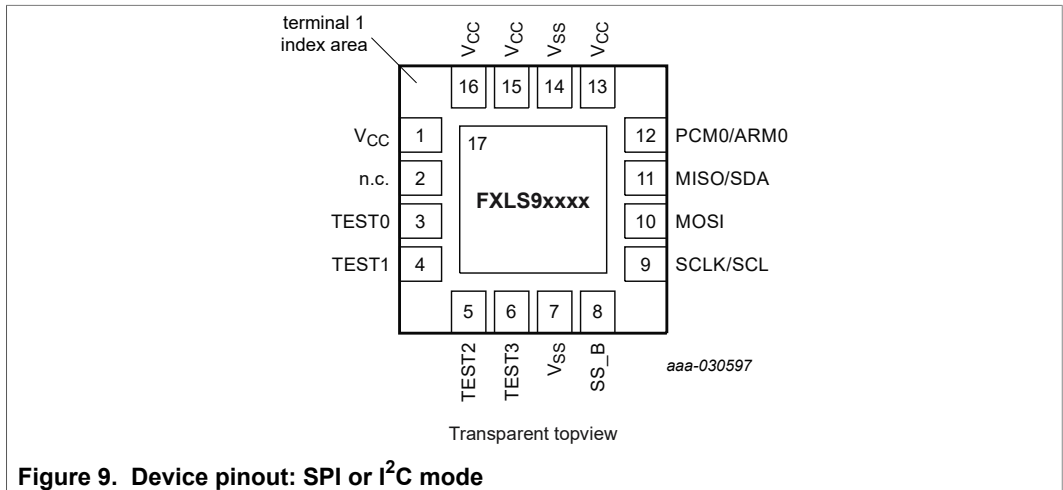 terminal 1
index area
VCC VCC VSS VCC
16 15 14 13
VCC 1 17 12 PCM0/ARM0
n.c. 2 11 MISO/SDA
FXLS9xxxx
TEST0 3 10 MOSI
TEST1 4 9 SCLK/SCL
5 6 7 8
TEST2 TEST3 VSS SS_B
aaa-030597
Transparent topview
Figure 9. Device pinout: SPI or I²C mode